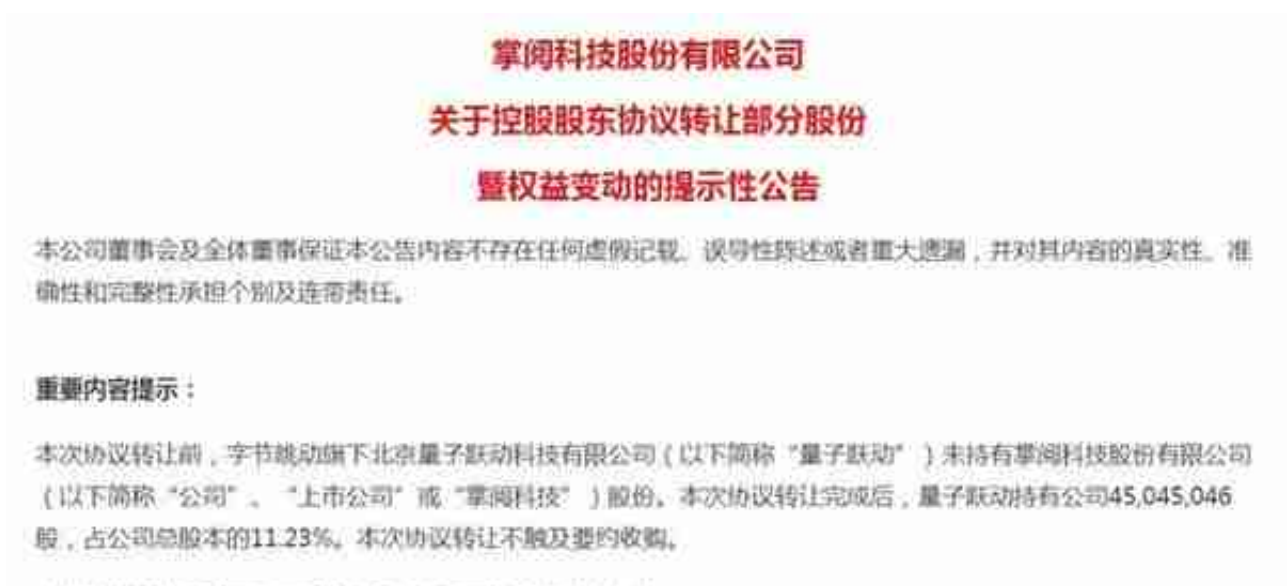 掌阅科技股份有限公司
关于控股股东协议转让部分股份
暨权益变动的提示性公告
本公司董事会及全体董事保证本公告内容不存在任何虚假记载、误导性陈述或者重大遗漏，并对其内容的真实性、准
确性和完整性承担个别及连带责任。
重要内容提示：
本次协议转让前，字节跳动旗下北京量子跃动科技有限公司（以下简称“量子跃动”）未持有掌阅科技股份有限公司
（以下简称“公司”、“上市公司”或“掌阅科技”）股份。本次协议转让完成后，量子跃动持有公司45,045,046
股，占公司总股本的11.23%。本次协议转让不触及要约收购。